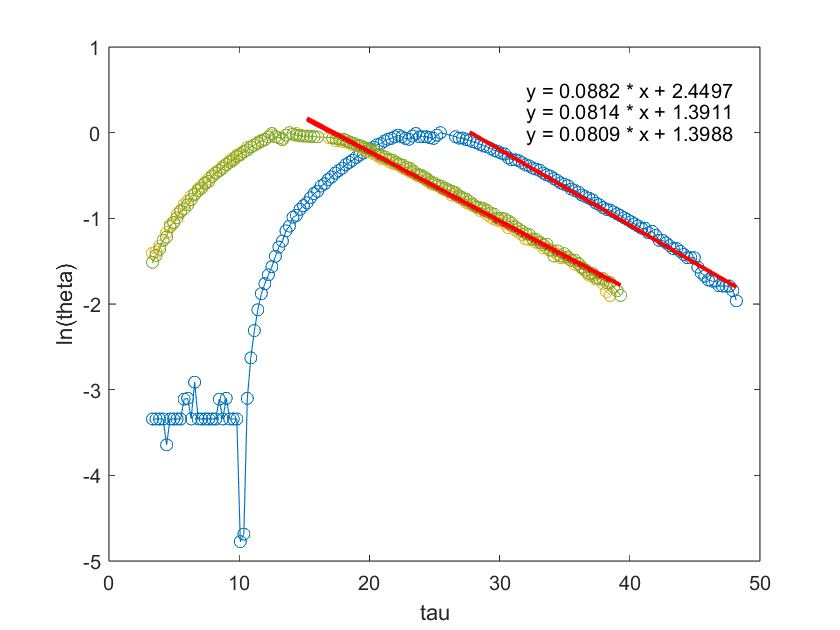 1
0
-1
-2
-3
-4
-5
ln(theta)
y = 0.0882 * x + 2.4497
y = 0.0814 * x + 1.3911
y = 0.0809 * x + 1.3988
0 10 20 30 40 50
tau